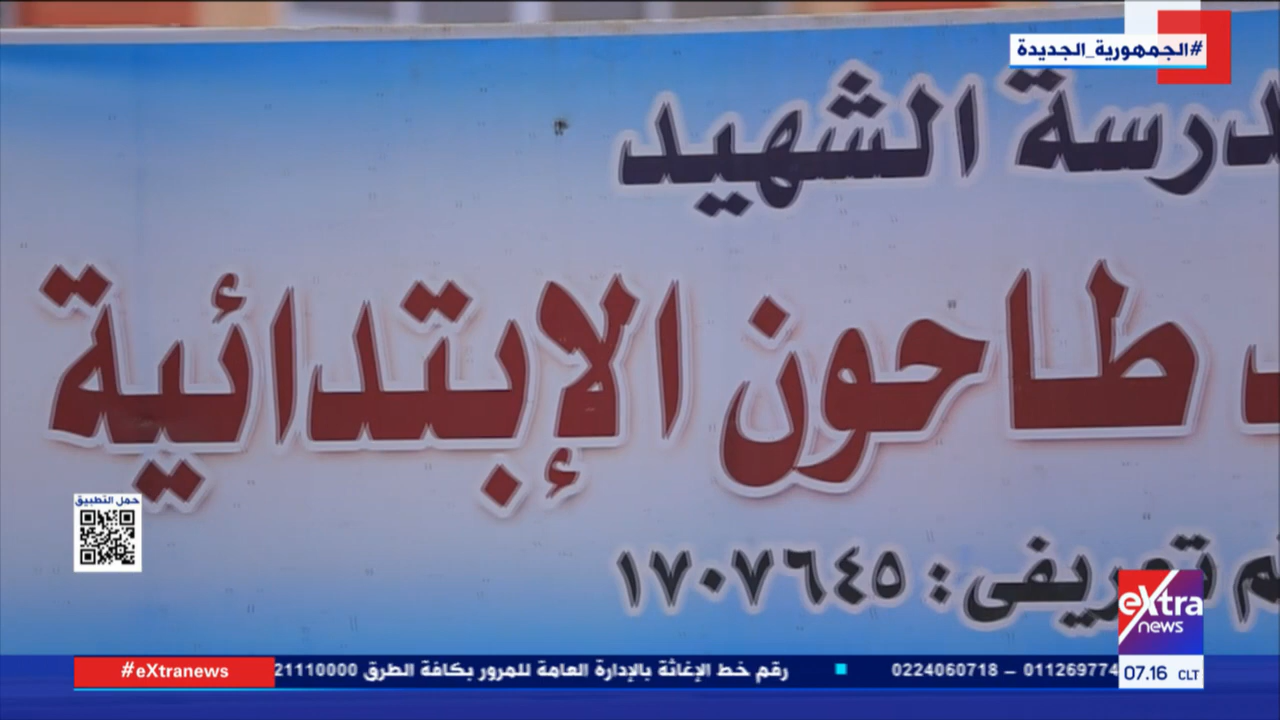 #الجمهورية_الجديدة
درسة الشهيد
طاحون الإبتدائية
تعريفى : ١٧٠٧٦٤٥
حمل التطبيق
eXtra
news
#eXtranews
رقم خط الإغاثة بالإدارة العامة للمرور بكافة الطرق 21110000
0224060718 – 011269774
07.16 CLT